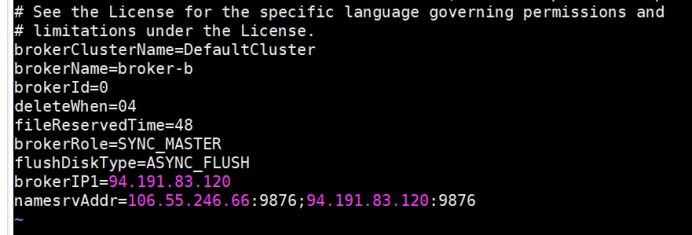 # See the License for the specific language governing permissions and
# limitations under the License.
brokerClusterName=DefaultCluster
brokerName=broker-b
brokerId=0
deleteWhen=04
fileReservedTime=48
brokerRole=SYNC_MASTER
flushDiskType=ASYNC_FLUSH
brokerIP1=94.191.83.120
namesrvAddr=106.55.246.66:9876;94.191.83.120:9876
~